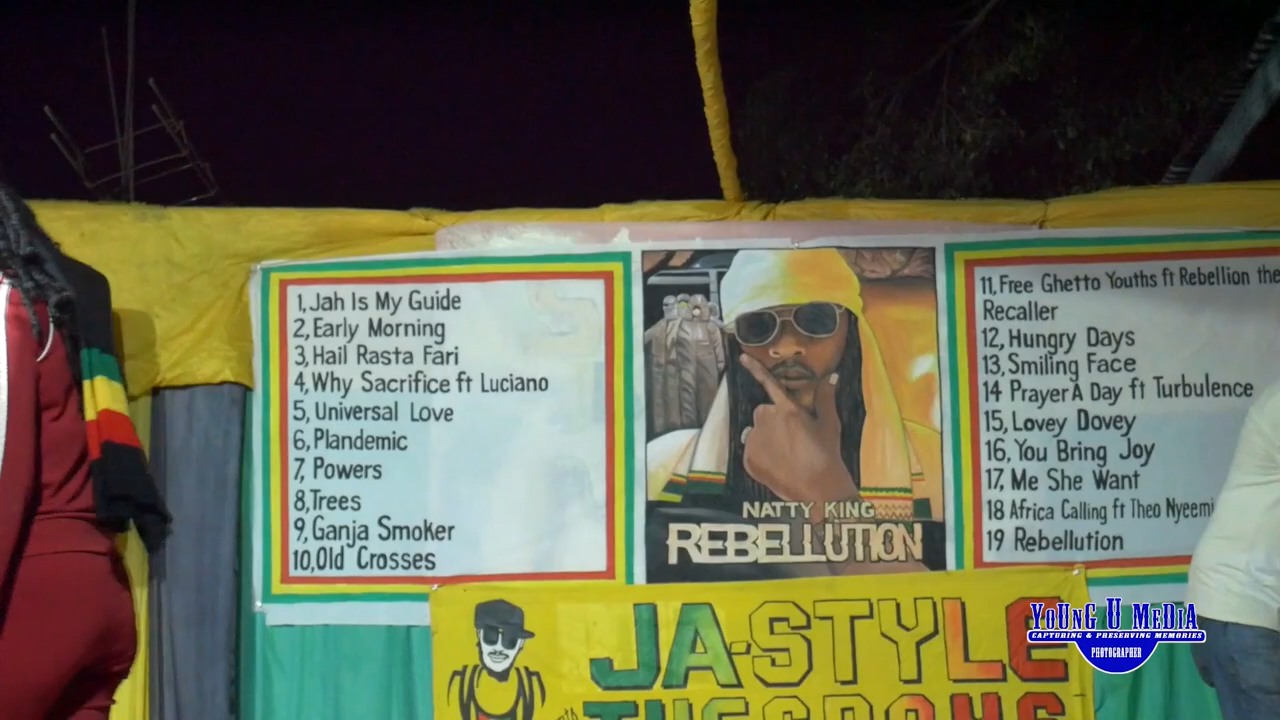 1, Jah Is My Guide
2, Early Morning
3, Hail Rasta Fari
4, Why Sacrifice ft Luciano
5, Universal Love
6, Plandemic
7, Powers
8, Trees
9, Ganja Smoker
10, Old Crosses
NATTY KING
REBELLUTION
11, Free Ghetto Youths ft Rebellion the
Recaller
12, Hungry Days
13, Smiling Face
14 Prayer A Day ft Turbulence
15, Lovey Dovey
16, You Bring Joy
17, Me She Want
18 Africa Calling ft Theo Nyeemi
19 Rebellution
JA-STYLE
YoUnG U MeDiA
CAPTURING & PRESERVING MEMORIES
PHOTOGRAPHER